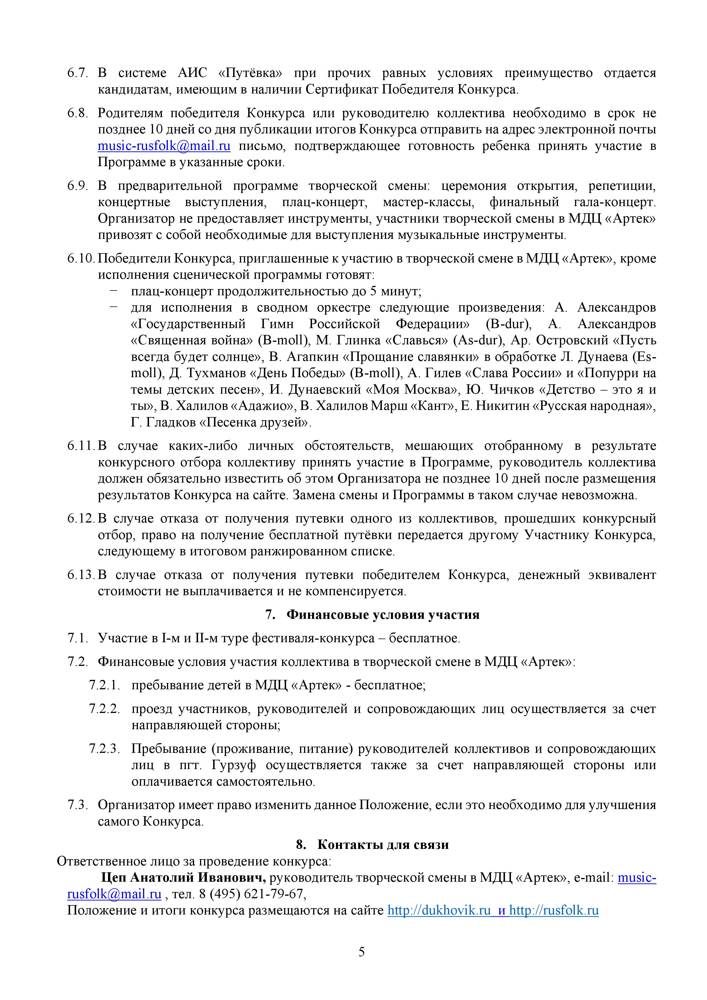 6.7. В системе АИС «Путёвка» при прочих равных условиях преимущество отдается
кандидатам, имеющим в наличии Сертификат Победителя Конкурса.
6.8. Родителям победителя Конкурса или руководителю коллектива необходимо в срок не
позднее 10 дней со дня публикации итогов Конкурса отправить на адрес электронной почты
music-rusfolk@mail.ru письмо, подтверждающее готовность ребенка принять участие в
Программе в указанные сроки.
6.9. В предварительной программе творческой смены: церемония открытия, репетиции,
концертные выступления, плац-концерт, мастер-классы, финальный гала-концерт.
Организатор не предоставляет инструменты, участники творческой смены в МДЦ «Артек»
привозят с собой необходимые для выступления музыкальные инструменты.
6.10. Победители Конкурса, приглашенные к участию в творческой смене в МДЦ «Артек», кроме
исполнения сценической программы готовят:
− плац-концерт продолжительностью до 5 минут;
− для исполнения в сводном оркестре следующие произведения: А. Александров
«Государственный Гимн Российской Федерации» (B-dur), А. Александров
«Священная война» (B-moll), М. Глинка «Славься» (As-dur), Ар. Островский «Пусть
всегда будет солнце», В. Агапкин «Прощание славянки» в обработке Л. Дунаева (Es-
moll), Д. Тухманов «День Победы» (B-moll), А. Гилев «Слава России» и «Попурри на
темы детских песен», И. Дунаевский «Моя Москва», Ю. Чичков «Детство – это я и
ты», В. Халилов «Адажио», В. Халилов Марш «Кант», Е. Никитин «Русская народная»,
Г. Гладков «Песенка друзей».
6.11. В случае каких-либо личных обстоятельств, мешающих отобранному в результате
конкурсного отбора коллективу принять участие в Программе, руководитель коллектива
должен обязательно известить об этом Организатора не позднее 10 дней после размещения
результатов Конкурса на сайте. Замена смены и Программы в таком случае невозможна.
6.12. В случае отказа от получения путевки одного из коллективов, прошедших конкурсный
отбор, право на получение бесплатной путёвки передается другому Участнику Конкурса,
следующему в итоговом ранжированном списке.
6.13. В случае отказа от получения путевки победителем Конкурса, денежный эквивалент
стоимости не выплачивается и не компенсируется.
7. Финансовые условия участия
7.1. Участие в I-м и II-м туре фестиваля-конкурса – бесплатное.
7.2. Финансовые условия участия коллектива в творческой смене в МДЦ «Артек»:
7.2.1. пребывание детей в МДЦ «Артек» - бесплатное;
7.2.2. проезд участников, руководителей и сопровождающих лиц осуществляется за счет
направляющей стороны;
7.2.3. Пребывание (проживание, питание) руководителей коллективов и сопровождающих
лиц в пгт. Гурзуф осуществляется также за счет направляющей стороны или
оплачивается самостоятельно.
7.3. Организатор имеет право изменить данное Положение, если это необходимо для улучшения
самого Конкурса.
8. Контакты для связи
Ответственное лицо за проведение конкурса:
Цеп Анатолий Иванович, руководитель творческой смены в МДЦ «Артек», e-mail: music-
rusfolk@mail.ru , тел. 8 (495) 621-79-67,
Положение и итоги конкурса размещаются на сайте http://dukhovik.ru и http://rusfolk.ru
5